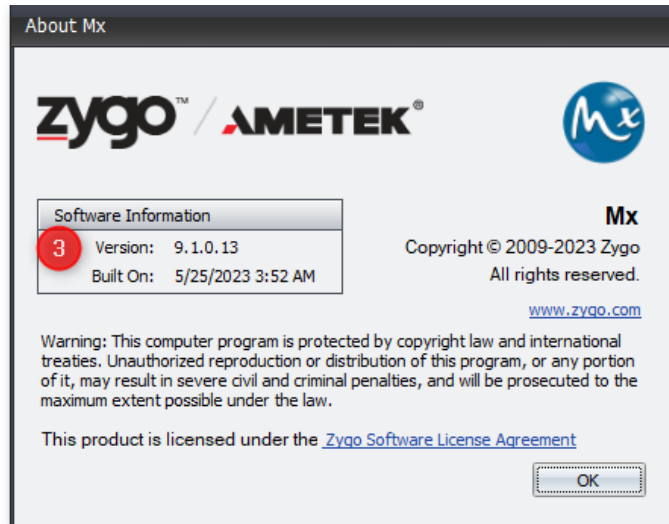 About Mx
zygo™ / AMETEK®
Mx
Software Information
3 Version: 9.1.0.13
Built On: 5/25/2023 3:52 AM
Mx
Copyright © 2009-2023 Zygo
All rights reserved.
www.zygo.com
Warning: This computer program is protected by copyright law and international
treaties. Unauthorized reproduction or distribution of this program, or any portion
of it, may result in severe civil and criminal penalties, and will be prosecuted to the
maximum extent possible under the law.
This product is licensed under the Zygo Software License Agreement
OK